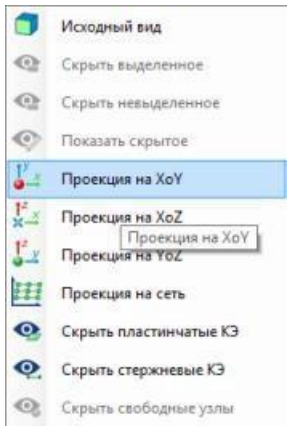 Исходный вид
Скрыть выделенное
Скрыть невыделенное
Показать скрытое
Проекция на XoY
Проекция на XoZ
Проекция на XoY
Проекция на YoZ
Проекция на сеть
Скрыть пластинчатые КЭ
Скрыть стержневые КЭ
Скрыть свободные узлы